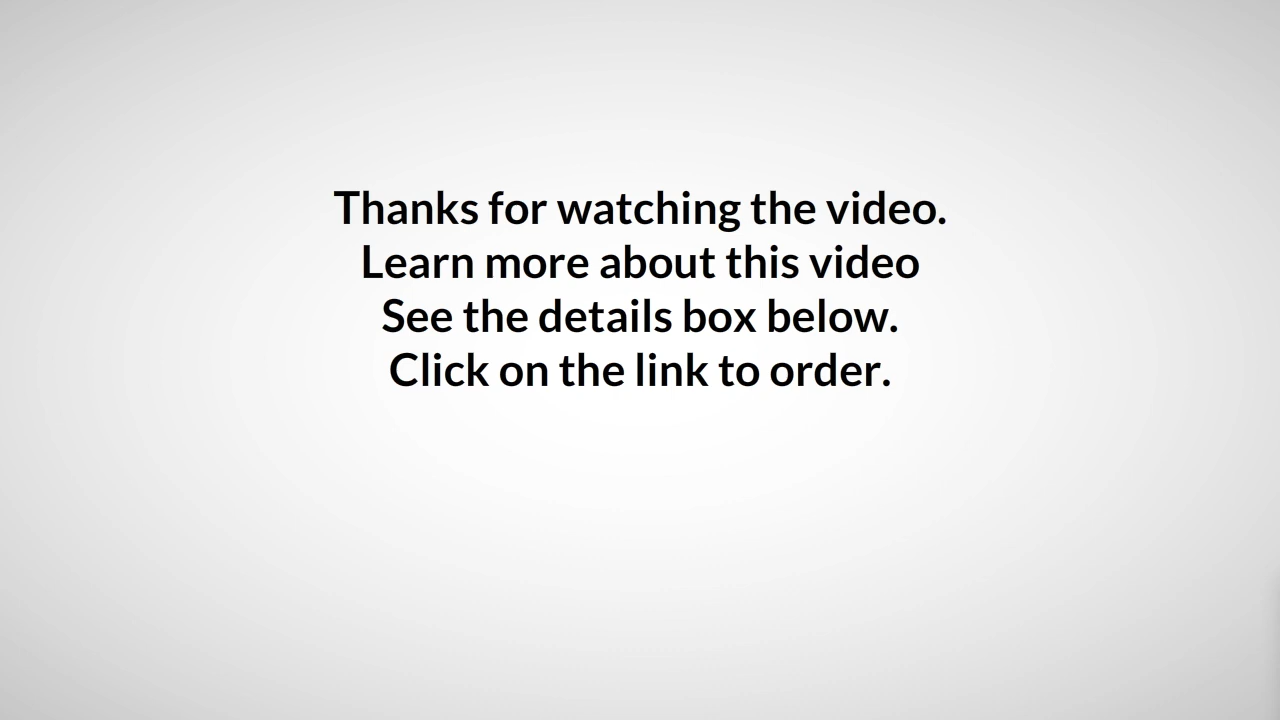 Thanks for watching the video.
Learn more about this video
See the details box below.
Click on the link to order.